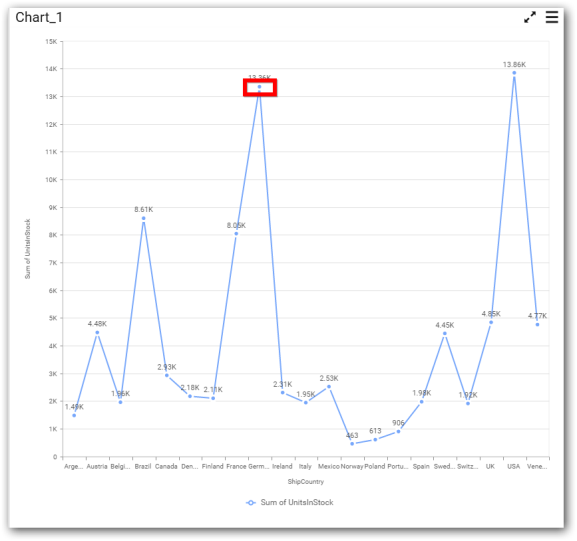 Chart_1
15K
14K
13K
12K
11K
10K
9K
8K
7K
6K
5K
4K
3K
2K
1K
0
Sum of UnitsInStock
1.49K
4.48K
1.96K
8.61K
2.93K
2.18K
2.11K
8.05K
13.36K
2.31K
1.95K
2.53K
463
613
906
1.98K
4.45K
1.92K
4.85K
13.86K
4.77K
Arge... Austria Belgi... Brazil Canada Den... Finland France Germ... Ireland Italy Mexico Norway Poland Portu... Spain Swed... Switz... UK USA Vene...
ShipCountry
Sum of UnitsInStock